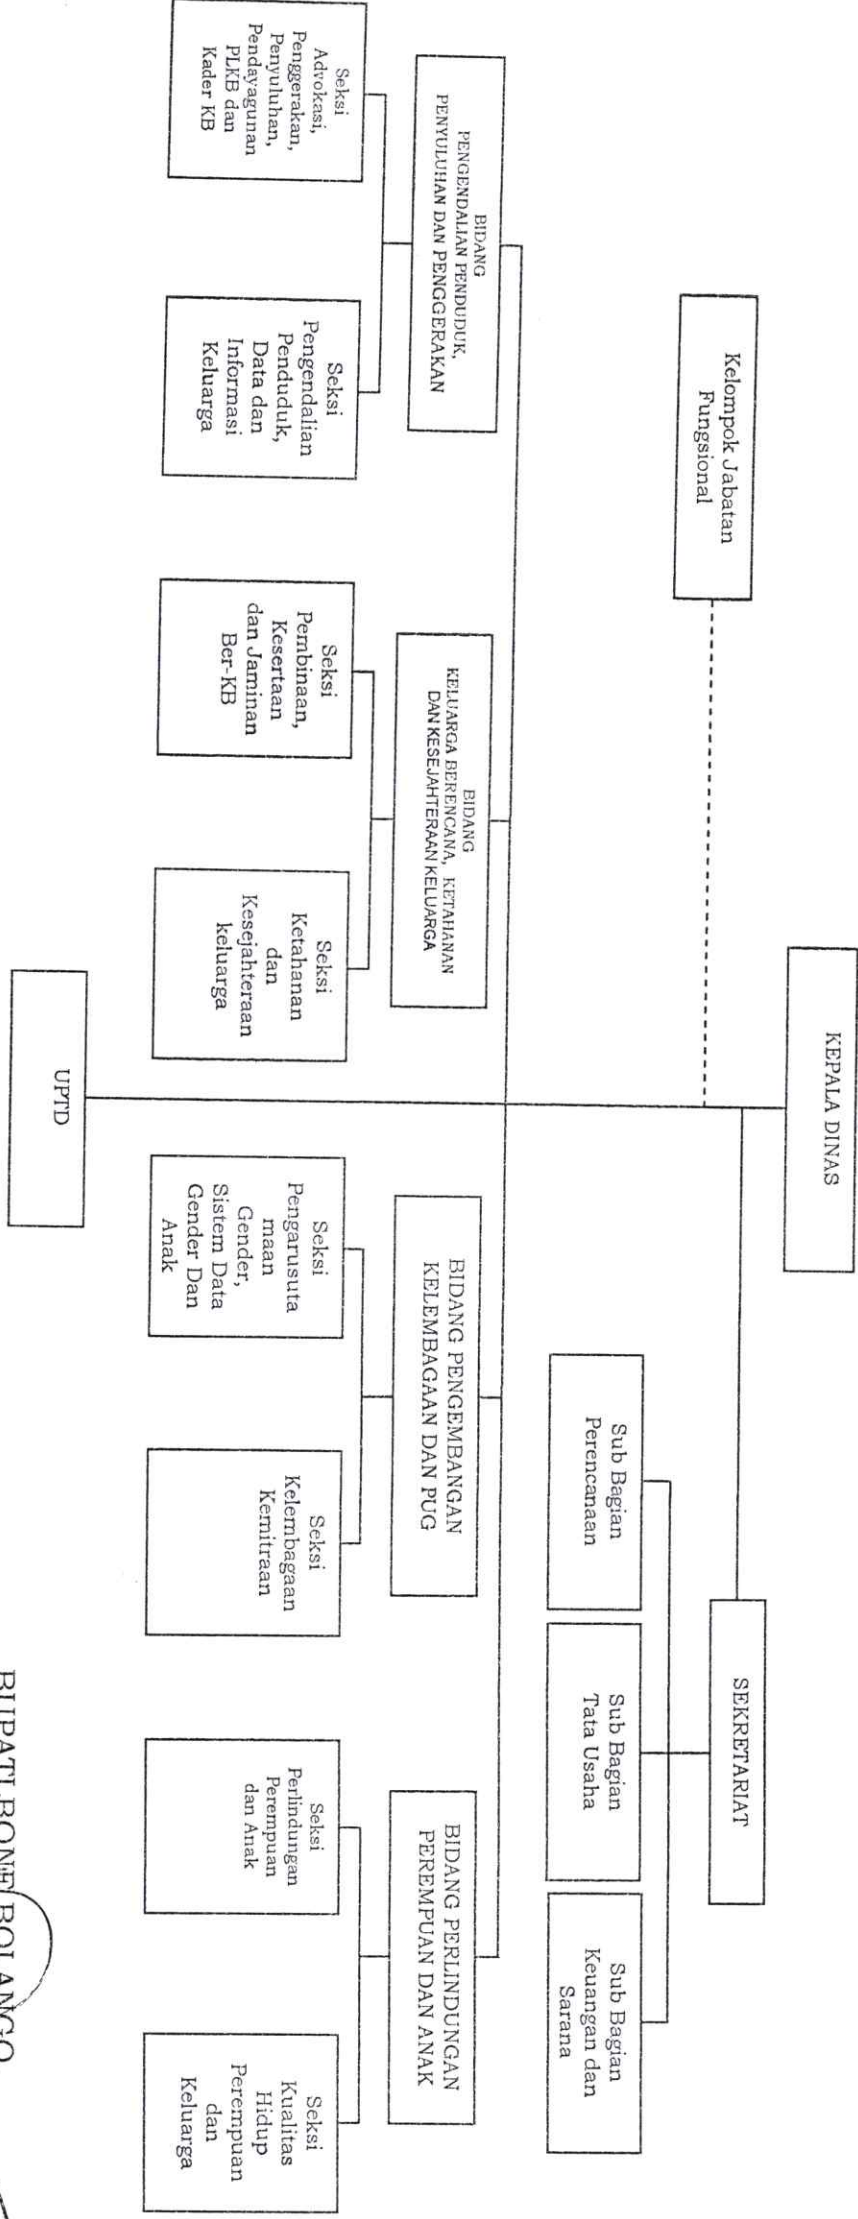 KEPALA DINAS
Kelompok Jabatan
Fungsional
SEKRETARIAT
Sub Bagian
Perencanaan
Sub Bagian
Tata Usaha
Sub Bagian
Keuangan dan
Sarana
BIDANG
PENGENDALIAN PENDUDUK,
PENYULUHAN DAN PENGGERAKAN
BIDANG
KELUARGA BERENCANA, KETAHANAN
DAN KESEJAHTERAAN KELUARGA
BIDANG PENGEMBANGAN
KELEMBAGAAN DAN PUG
BIDANG PERLINDUNGAN
PEREMPUAN DAN ANAK
Seksi
Advokasi,
Penggerakan,
Penyuluhan,
Pendayagunan
PLKB dan
Kader KB
Seksi
Pengendalian
Penduduk,
Data dan
Informasi
Keluarga
Seksi
Pembinaan,
Kesertaan
dan Jaminan
Ber-KB
Seksi
Ketahanan
dan
Kesejahteraan
keluarga
Seksi
Pengarusuta
maan
Gender,
Sistem Data
Gender Dan
Anak
Seksi
Kelembagaan
Kemitraan
Seksi
Perlindungan
Perempuan
dan Anak
Seksi
Kualitas
Hidup
Perempuan
dan
Keluarga
UPTD
BUPATI BONE BOLANGO